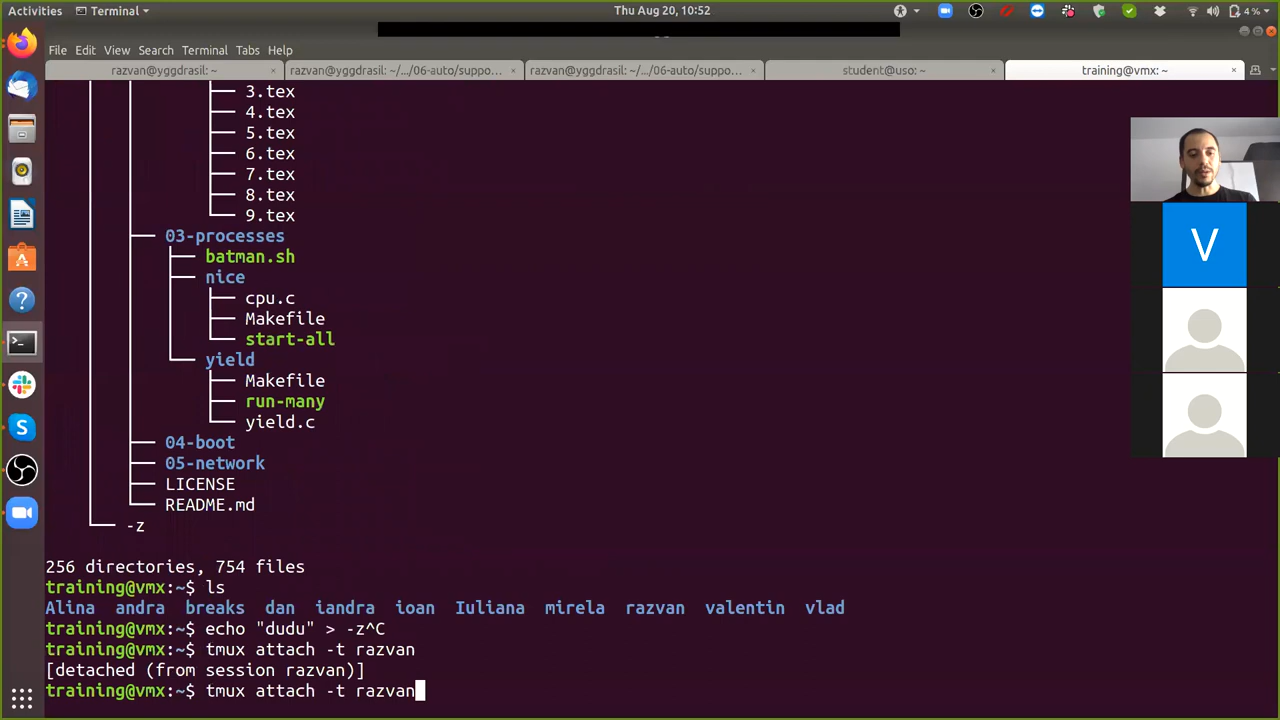 Activities Terminal Thu Aug 20, 10:52 4%
File Edit View Search Terminal Tabs Help
razvan@yggdrasil: ~ razvan@yggdrasil: ~/.../06-auto/suppo... razvan@yggdrasil: ~/.../06-auto/suppo... student@uso: ~ training@vmx: ~
3.tex
4.tex
5.tex
6.tex
7.tex
8.tex
9.tex
03-processes
batman.sh
nice
cpu.c
Makefile
start-all
yield
Makefile
run-many
yield.c
04-boot
05-network
LICENSE
README.md
-z
256 directories, 754 files
training@vmx:~$ ls
Alina andra breaks dan iandra ioan Iuliana mirela razvan valentin vlad
training@vmx:~$ echo "dudu" > -z^C
training@vmx:~$ tmux attach -t razvan
[detached (from session razvan)]
training@vmx:~$ tmux attach -t razvan
V